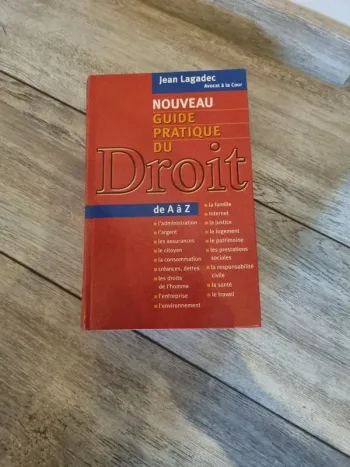 Jean Lagadec
Avocat à la Cour
NOUVEAU
GUIDE
PRATIQUE
DU
Droit
de A à Z
l'administration
l'argent
les assurances
le citoyen
la consommation
créances, dettes
les droits
de l'homme
l'entreprise
l'environnement
la famille
internet
la justice
le logement
le patrimoine
les prestations
sociales
la responsabilité
civile
la santé
le travail